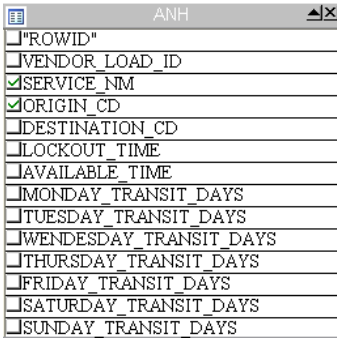 ANH
"ROWID"
VENDOR_LOAD_ID
SERVICE_NM
ORIGIN_CD
DESTINATION_CD
LOCKOUT_TIME
AVAILABLE_TIME
MONDAY_TRANSIT_DAYS
TUESDAY_TRANSIT_DAYS
WENDESDAY_TRANSIT_DAYS
THURSDAY_TRANSIT_DAYS
FRIDAY_TRANSIT_DAYS
SATURDAY_TRANSIT_DAYS
SUNDAY_TRANSIT_DAYS